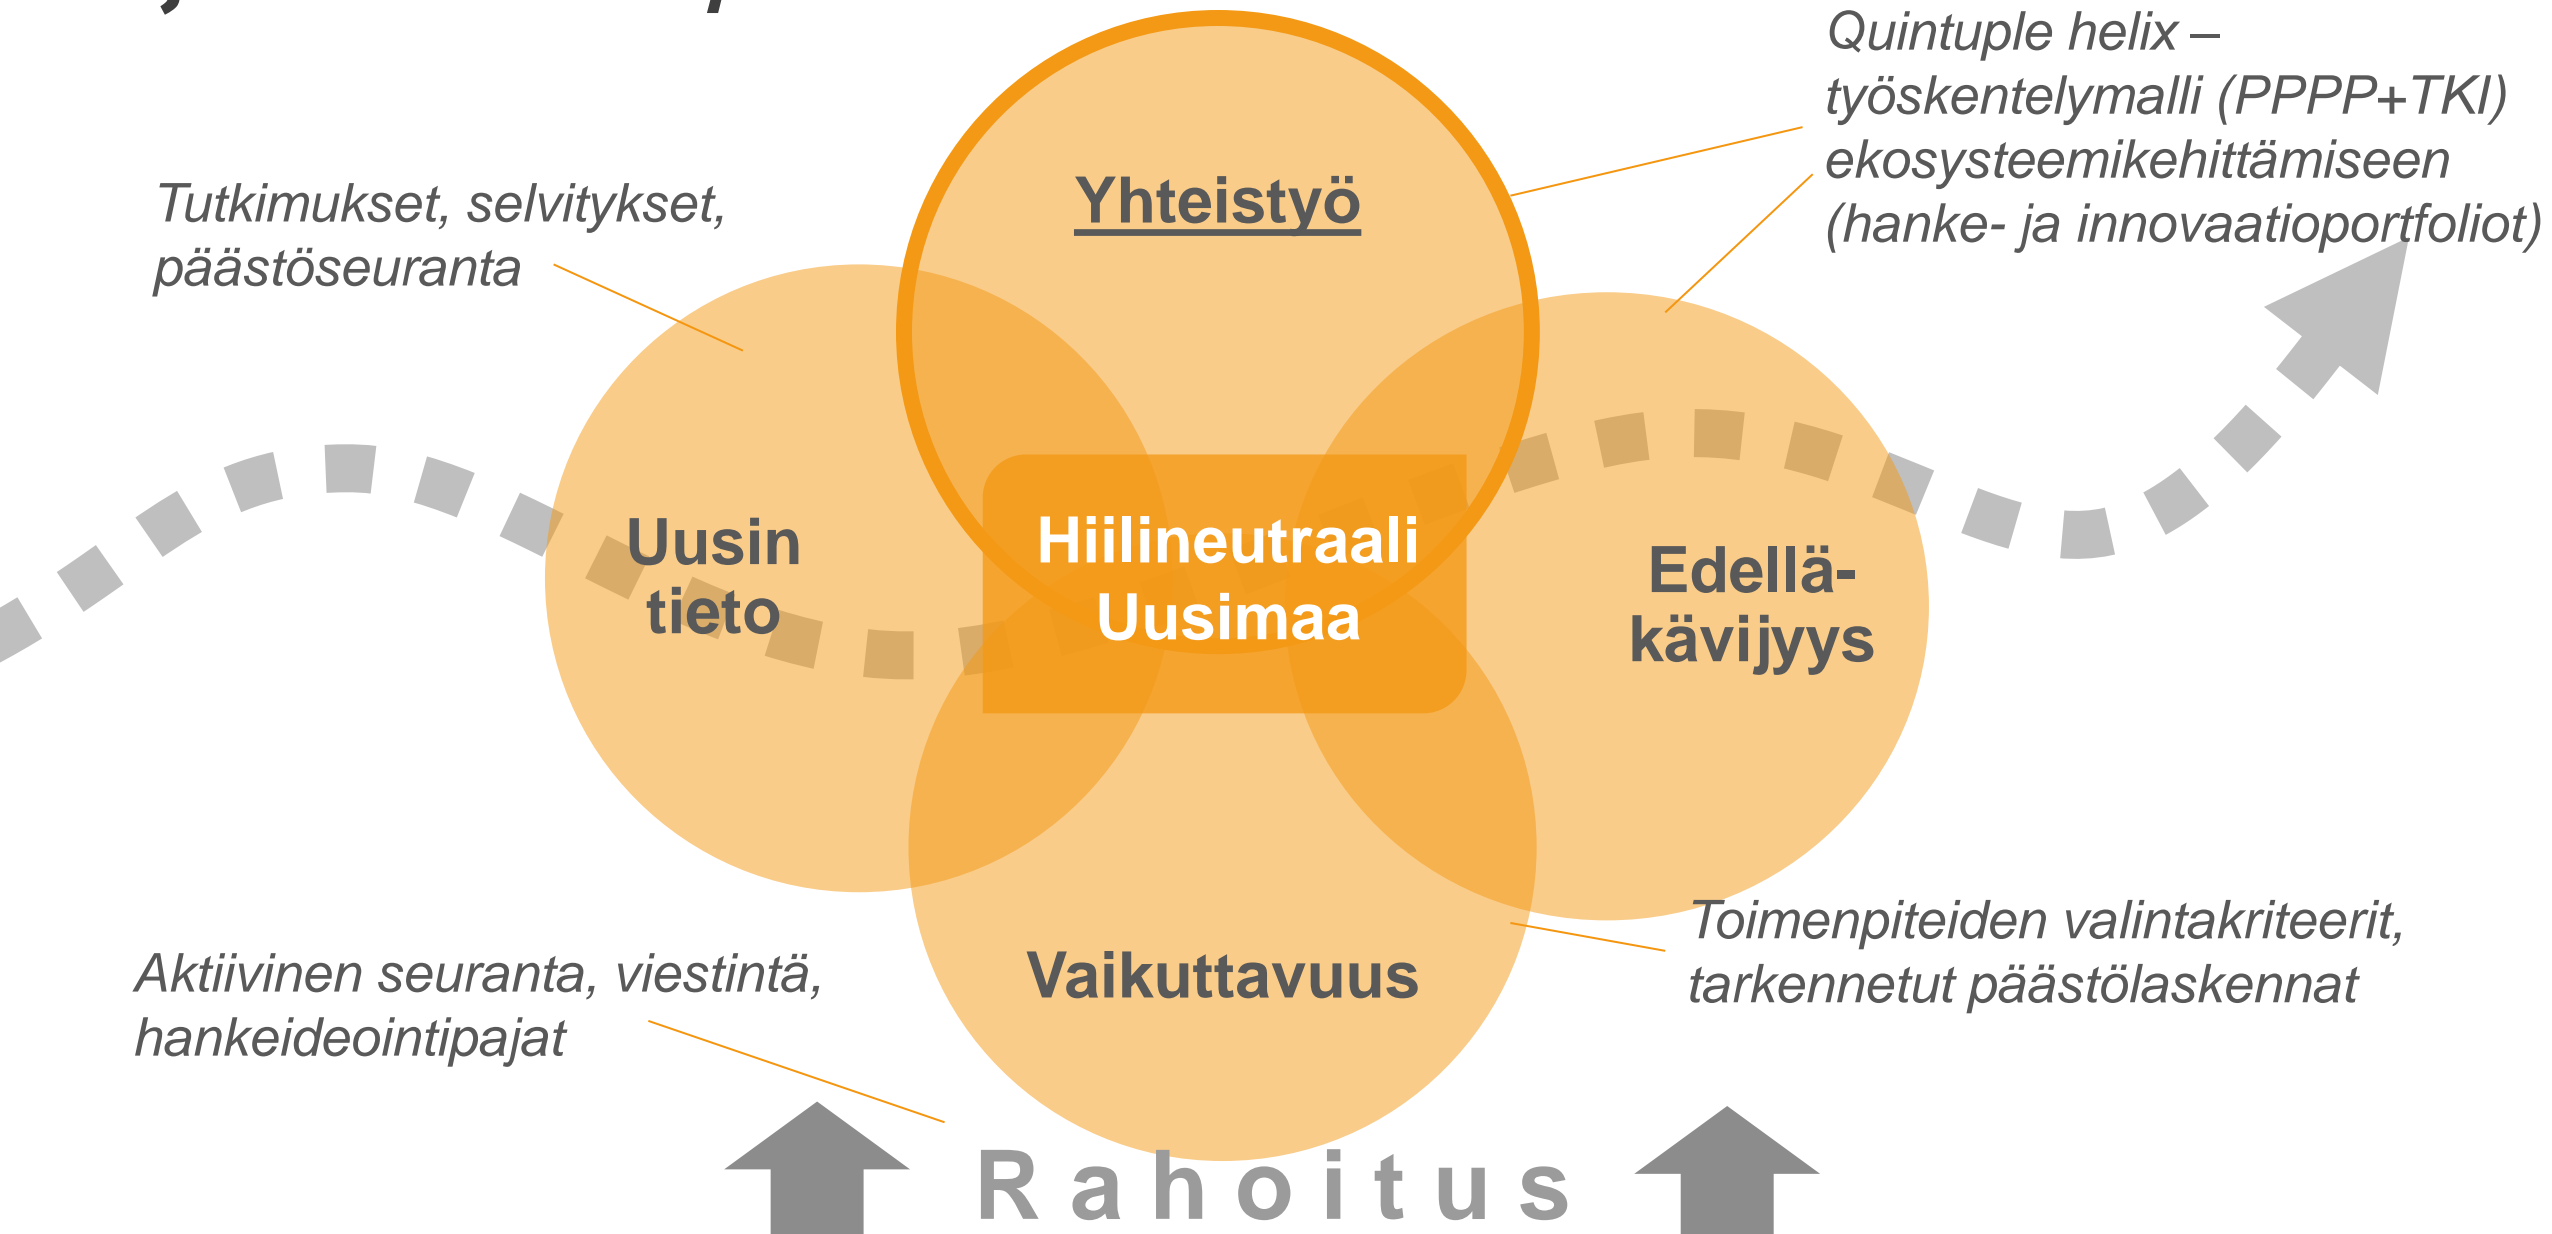 Quintuple helix –
työskentelymalli (PPPP+TKI)
ekosysteemikehittämiseen
(hanke- ja innovaatioportfoliot)
Tutkimukset, selvitykset,
päästöseuranta
Yhteistyö
Uusin
tieto
Hiilineutraali
Uusimaa
Edellä-
kävijyys
Vaikuttavuus
Toimenpiteiden valintakriteerit,
tarkennetut päästölaskennat
Aktiivinen seuranta, viestintä,
hankeideointipajat
Rahoitus